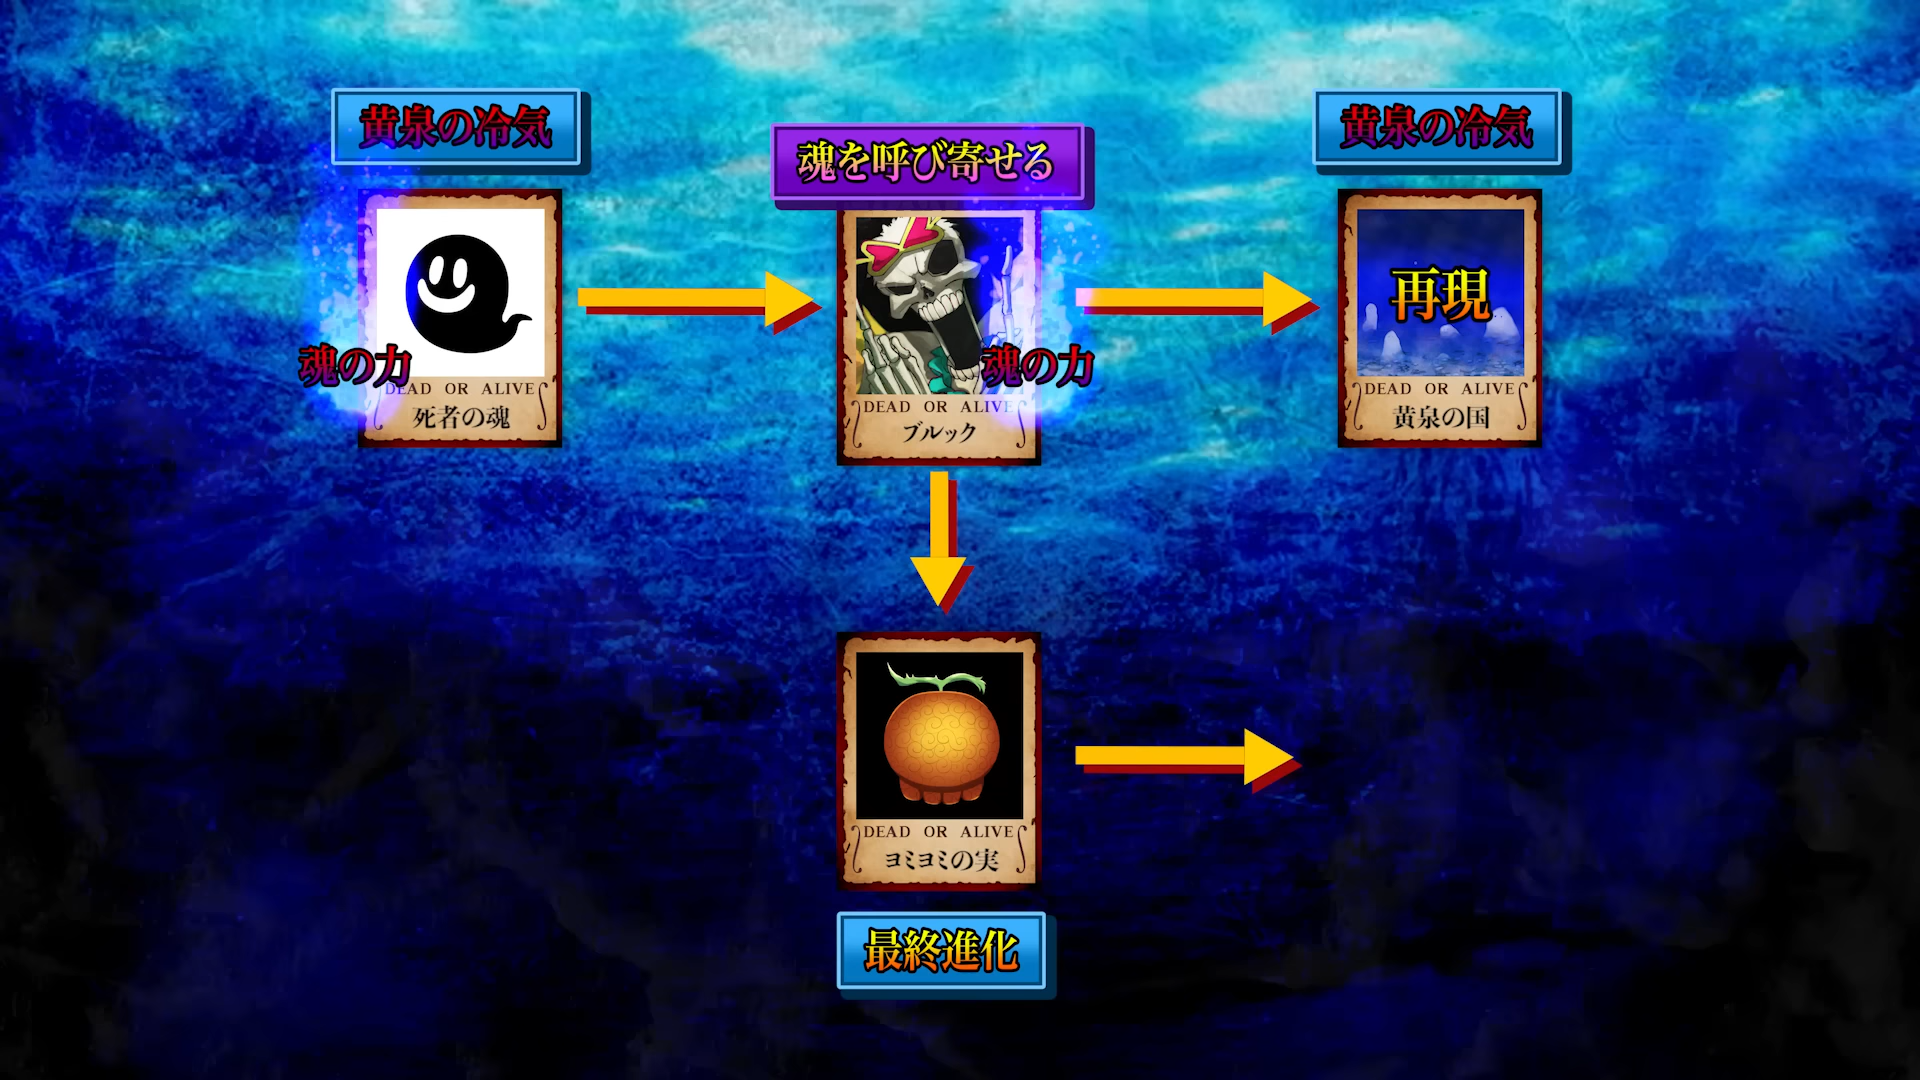 黄泉の冷気
魂を呼び寄せる
黄泉の冷気
魂の力
DEAD OR ALIVE
死者の魂
魂の力
DEAD OR ALIVE
ブルック
再現
DEAD OR ALIVE
黄泉の国
DEAD OR ALIVE
ヨミヨミの実
最終進化